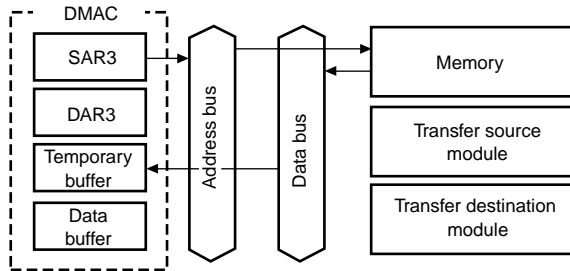 DMAC
SAR3
DAR3
Temporary
buffer
Data
buffer
Address bus
Data bus
Memory
Transfer source
module
Transfer destination
module